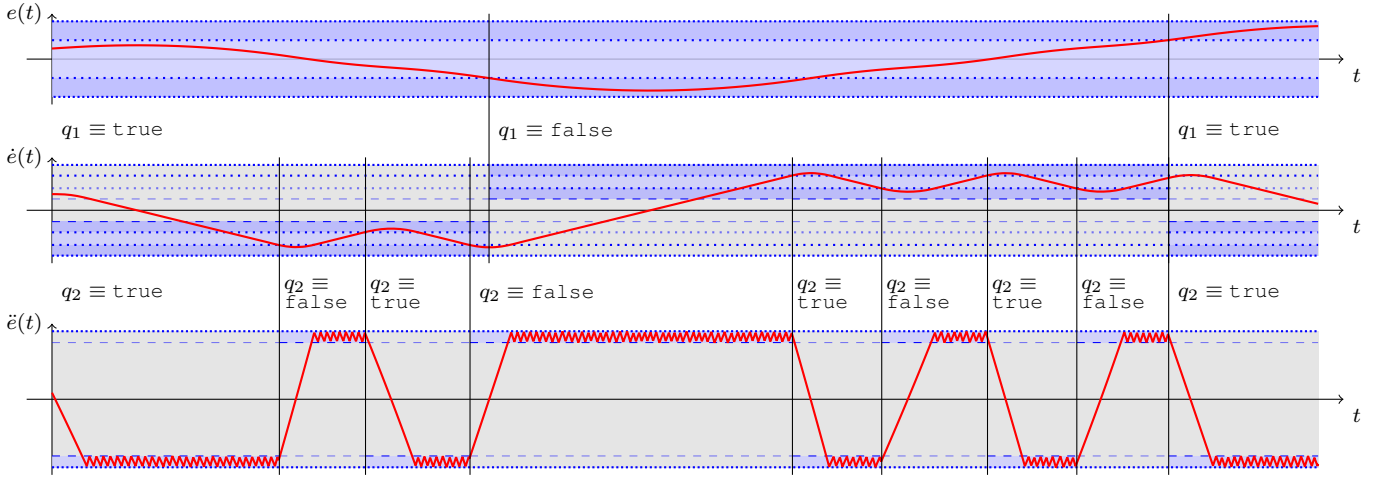 e(t)
t
q₁ ≡ true
q₁ ≡ false
q₁ ≡ true
ė(t)
t
q₂ ≡ true
q₂ ≡
false
q₂ ≡
true
q₂ ≡ false
q₂ ≡
true
q₂ ≡
false
q₂ ≡
true
q₂ ≡
false
q₂ ≡ true
ë(t)
t